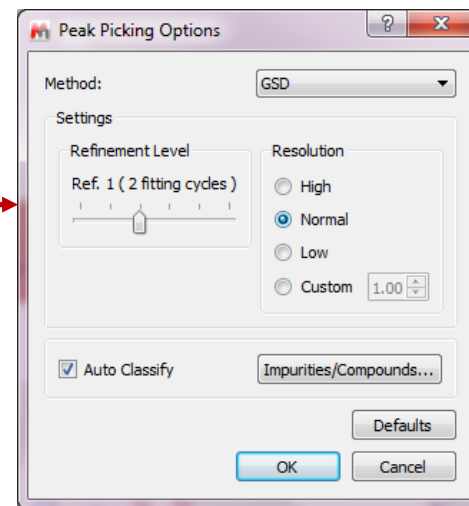 Peak Picking Options
Method: GSD
Settings
Refinement Level
Ref. 1 ( 2 fitting cycles )
Resolution
High
Normal
Low
Custom 1.00
Auto Classify Impurities/Compounds...
Defaults
OK Cancel